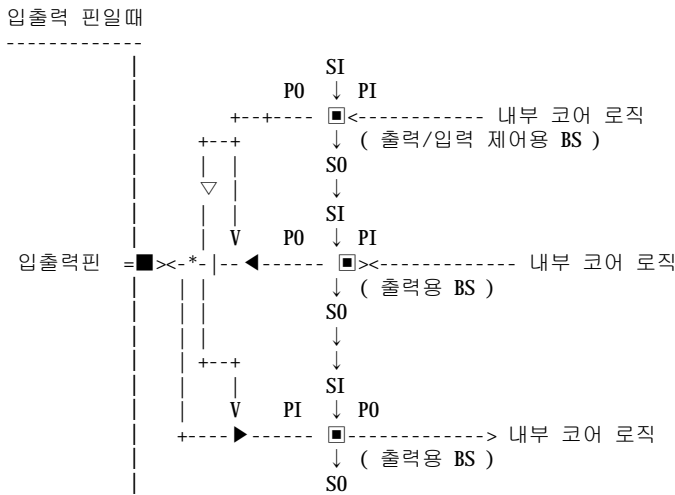 입출력 핀일때
-------------
SI
PO ↓ PI
+--+---- ▣<------------ 내부 코어 로직
+--+ ↓ ( 출력/입력 제어용 BS )
| | SO
▽ | ↓
| | SI
| V PO ↓ PI
입출력핀 =■><-*-|-- ◀------ ▣><------------- 내부 코어 로직
| | ↓ ( 출력용 BS )
| | SO
| | ↓
| +--+ ↓
| | SI
| V PI ↓ PO
+----▶------ ▣-------------> 내부 코어 로직
↓ ( 출력용 BS )
SO